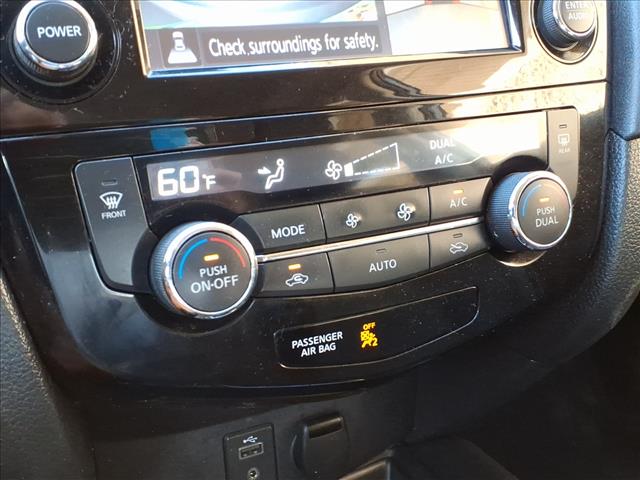 POWER
ENTER
AUDIO
Check surroundings for safety.
60°F
DUAL
A/C
FRONT
REAR
MODE
A/C
PUSH
ON·OFF
AUTO
PUSH
DUAL
PASSENGER
AIR BAG
OFF
2